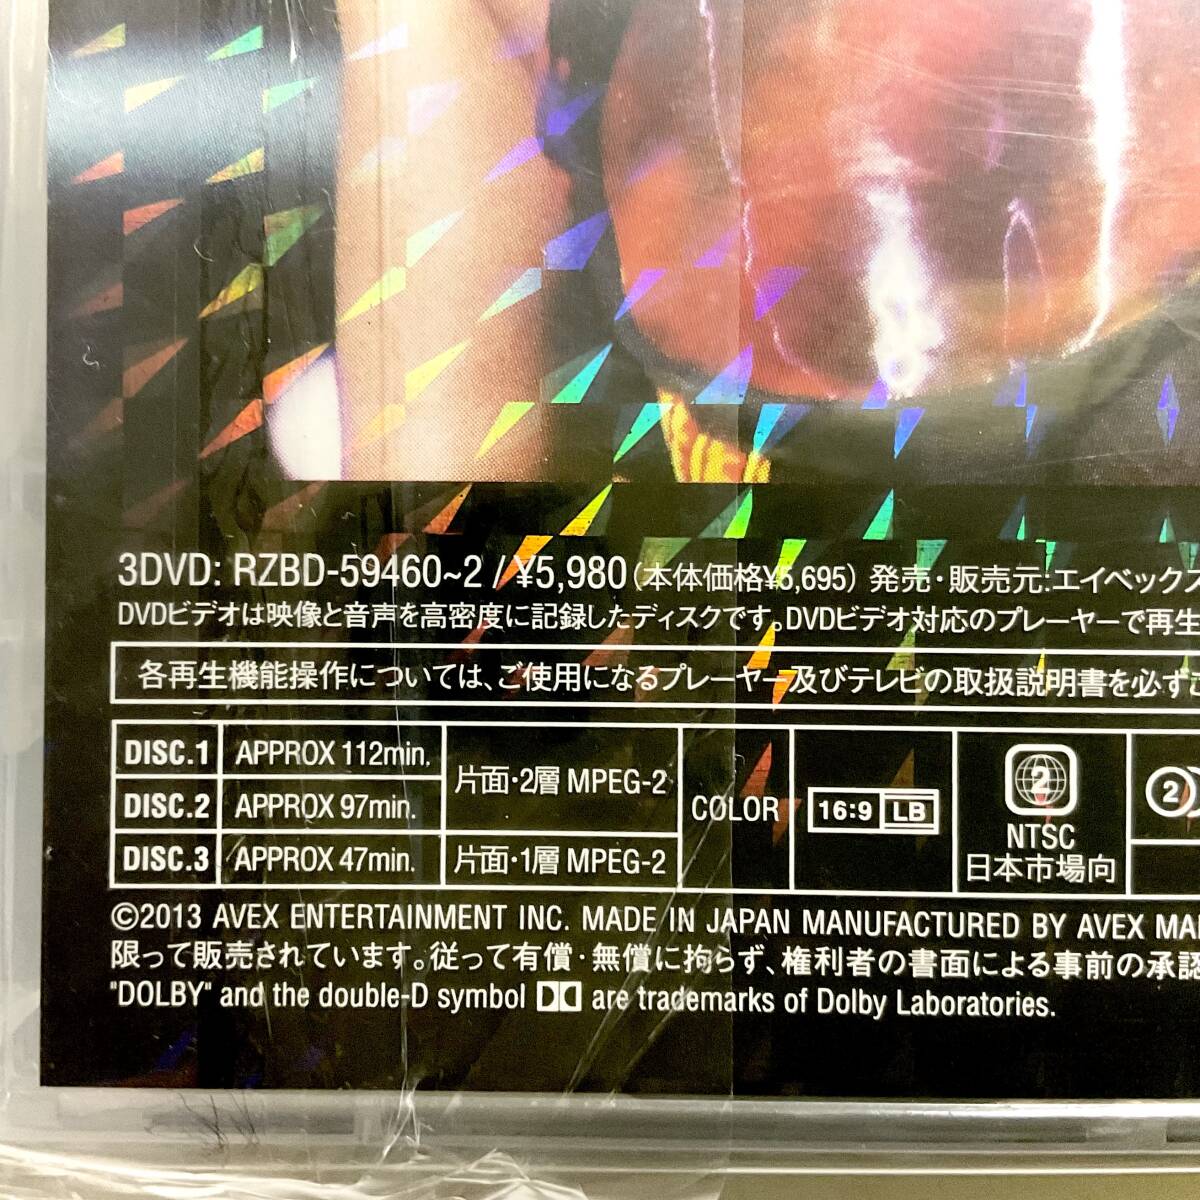 3DVD: RZBD-59460~2 / ¥5,980(本体価格¥5,695) 発売・販売元:エイベックス
DVDビデオは映像と音声を高密度に記録したディスクです。DVDビデオ対応のプレーヤーで再生
各再生機能操作については、ご使用になるプレーヤー及びテレビの取扱説明書を必ずご
DISC.1 APPROX 112min. 片面・2層 MPEG-2
DISC.2 APPROX 97min.
DISC.3 APPROX 47min. 片面・1層 MPEG-2
COLOR
16:9 LB
2
NTSC
日本市場向
2
©2013 AVEX ENTERTAINMENT INC. MADE IN JAPAN MANUFACTURED BY AVEX
限って販売されています。従って有償・無償に拘らず、権利者の書面による事前の承認
"DOLBY" and the double-D symbol are trademarks of Dolby Laboratories.